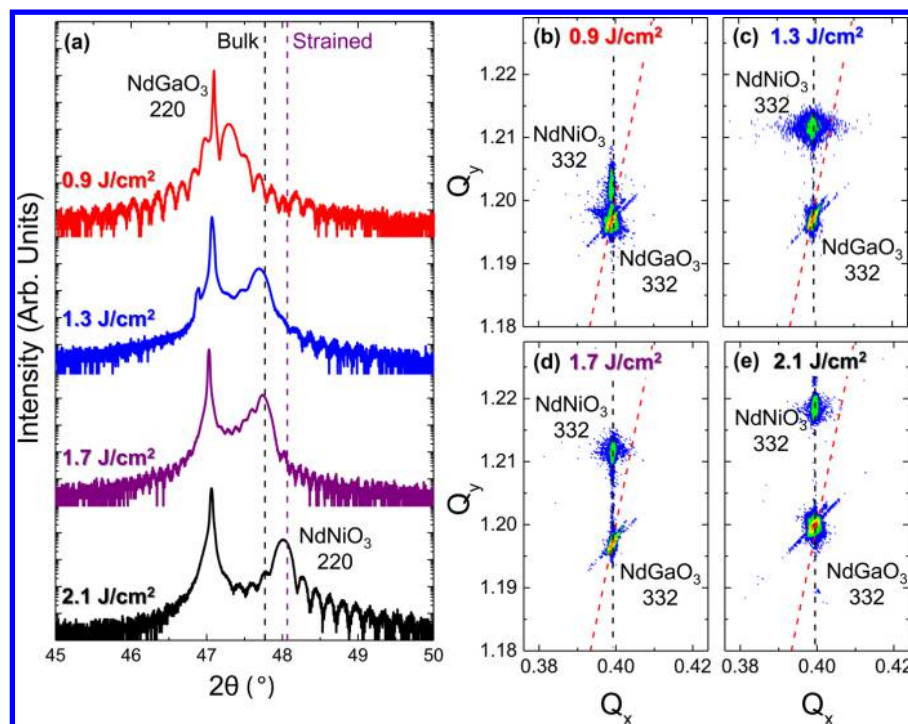 (a)
Bulk
Strained
NdGaO₃
220
0.9 J/cm²
1.3 J/cm²
1.7 J/cm²
NdNiO₃
220
2.1 J/cm²
Intensity (Arb. Units)
45 46 47 48 49 50
2θ (°)
(b) 0.9 J/cm²
1.22
1.21
1.20
1.19
1.18
Q_y
NdNiO₃
332
NdGaO₃
332
(c) 1.3 J/cm²
NdNiO₃
332
NdGaO₃
332
(d) 1.7 J/cm²
1.22
1.21
1.20
1.19
1.18
Q_y
NdNiO₃
332
NdGaO₃
332
0.38 0.40 0.42
Q_x
(e) 2.1 J/cm²
NdNiO₃
332
NdGaO₃
332
0.38 0.40 0.42
Q_x